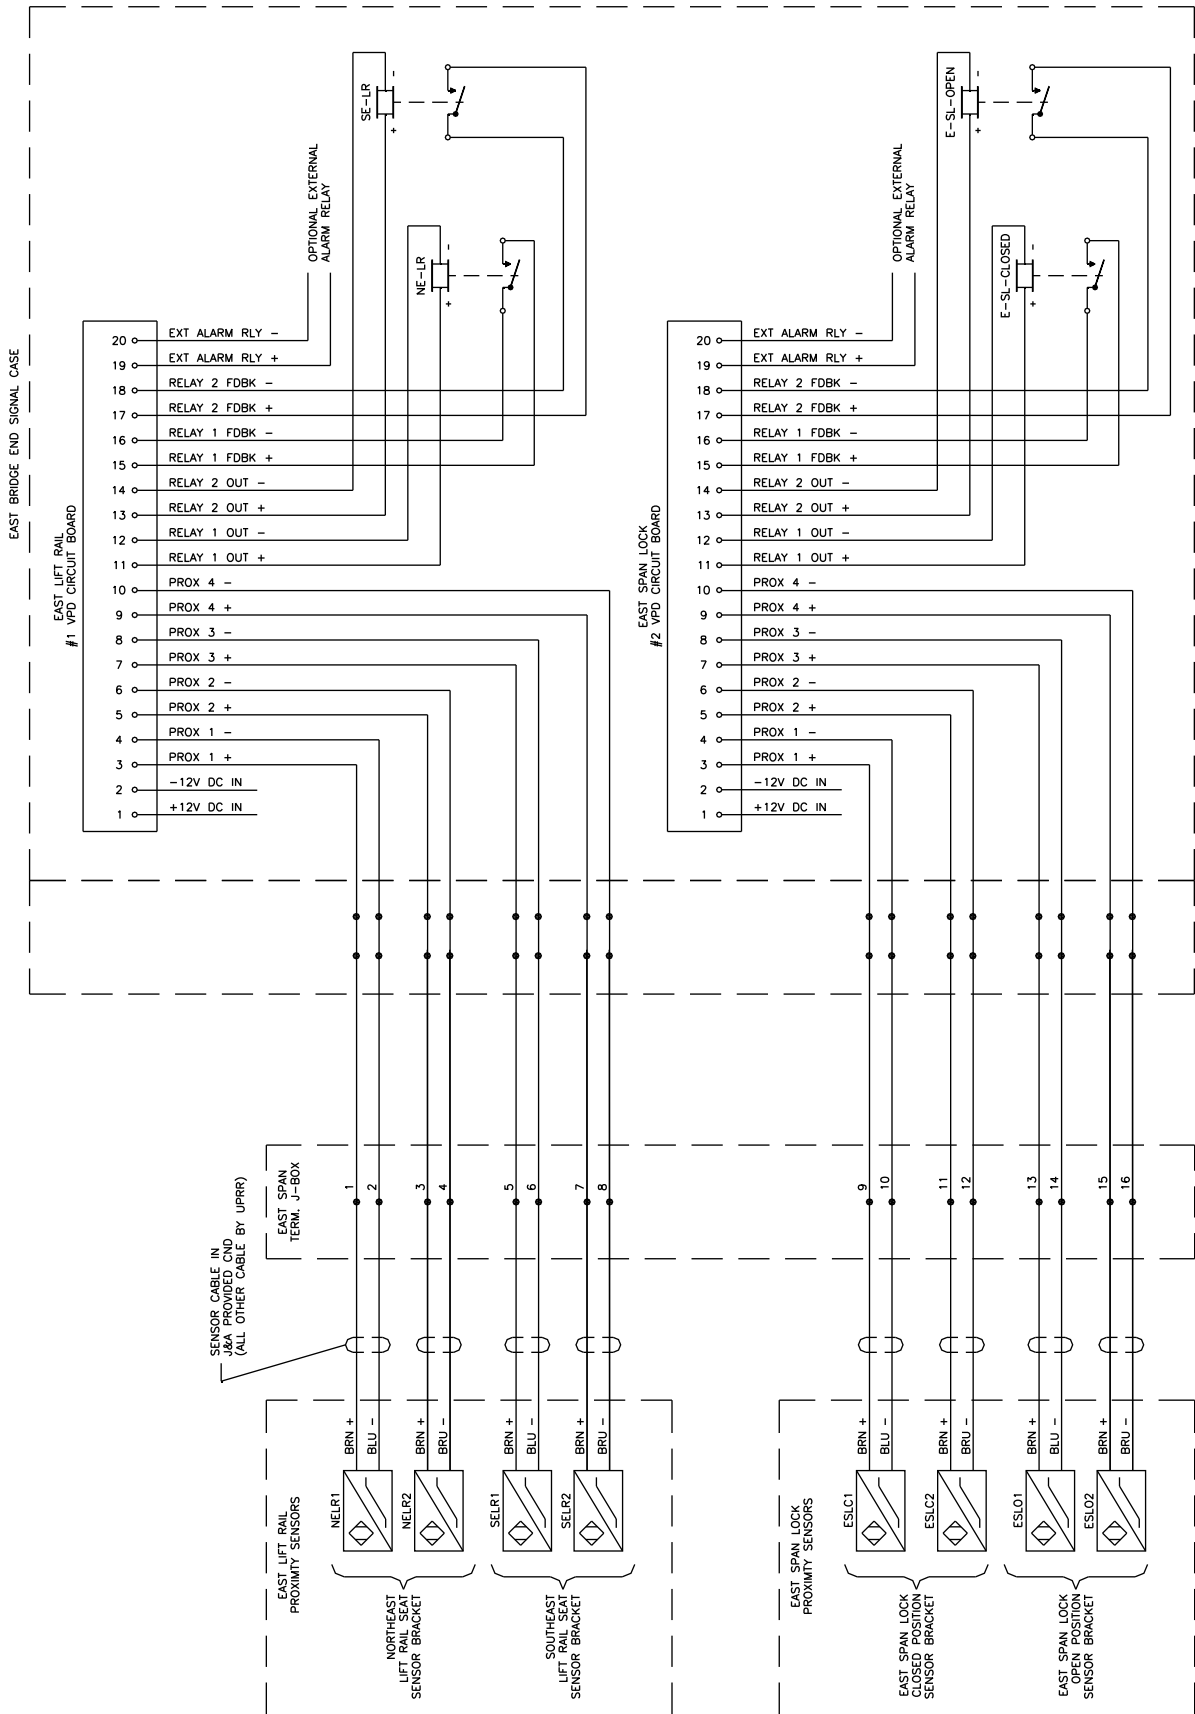 EAST BRIDGE END SIGNAL CASE
EAST LIFT RAIL
#1 VPD CIRCUIT BOARD
20 EXT ALARM RLY -
19 EXT ALARM RLY +
18 RELAY 2 FDBK -
17 RELAY 2 FDBK +
16 RELAY 1 FDBK -
15 RELAY 1 FDBK +
14 RELAY 2 OUT -
13 RELAY 2 OUT +
12 RELAY 1 OUT -
11 RELAY 1 OUT +
10 PROX 4 -
9 PROX 4 +
8 PROX 3 -
7 PROX 3 +
6 PROX 2 -
5 PROX 2 +
4 PROX 1 -
3 PROX 1 +
2 -12V DC IN
1 +12V DC IN
OPTIONAL EXTERNAL
ALARM RELAY
SE-LR
-
+
NE-LR
-
+
EAST SPAN LOCK
#2 VPD CIRCUIT BOARD
20 EXT ALARM RLY -
19 EXT ALARM RLY +
18 RELAY 2 FDBK -
17 RELAY 2 FDBK +
16 RELAY 1 FDBK -
15 RELAY 1 FDBK +
14 RELAY 2 OUT -
13 RELAY 2 OUT +
12 RELAY 1 OUT -
11 RELAY 1 OUT +
10 PROX 4 -
9 PROX 4 +
8 PROX 3 -
7 PROX 3 +
6 PROX 2 -
5 PROX 2 +
4 PROX 1 -
3 PROX 1 +
2 -12V DC IN
1 +12V DC IN
OPTIONAL EXTERNAL
ALARM RELAY
E-SL-OPEN
-
+
E-SL-CLOSED
-
+
EAST SPAN
TERM. J-BOX
1
2
3
4
5
6
7
8
9
10
11
12
13
14
15
16
SENSOR CABLE IN
J&A PROVIDED CND
(ALL OTHER CABLE BY UPRR)
EAST LIFT RAIL
PROXIMTY SENSORS
NELR1
BRN +
BLU -
NELR2
BRN +
BRU -
SELR1
BRN +
BLU -
SELR2
BRN +
BRU -
NORTHEAST
LIFT RAIL SEAT
SENSOR BRACKET
SOUTHEAST
LIFT RAIL SEAT
SENSOR BRACKET
EAST SPAN LOCK
PROXIMTY SENSORS
ESLC1
BRN +
BLU -
ESLC2
BRN +
BRU -
ESLO1
BRN +
BLU -
ESLO2
BRN +
BRU -
EAST SPAN LOCK
CLOSED POSITION
SENSOR BRACKET
EAST SPAN LOCK
OPEN POSITION
SENSOR BRACKET